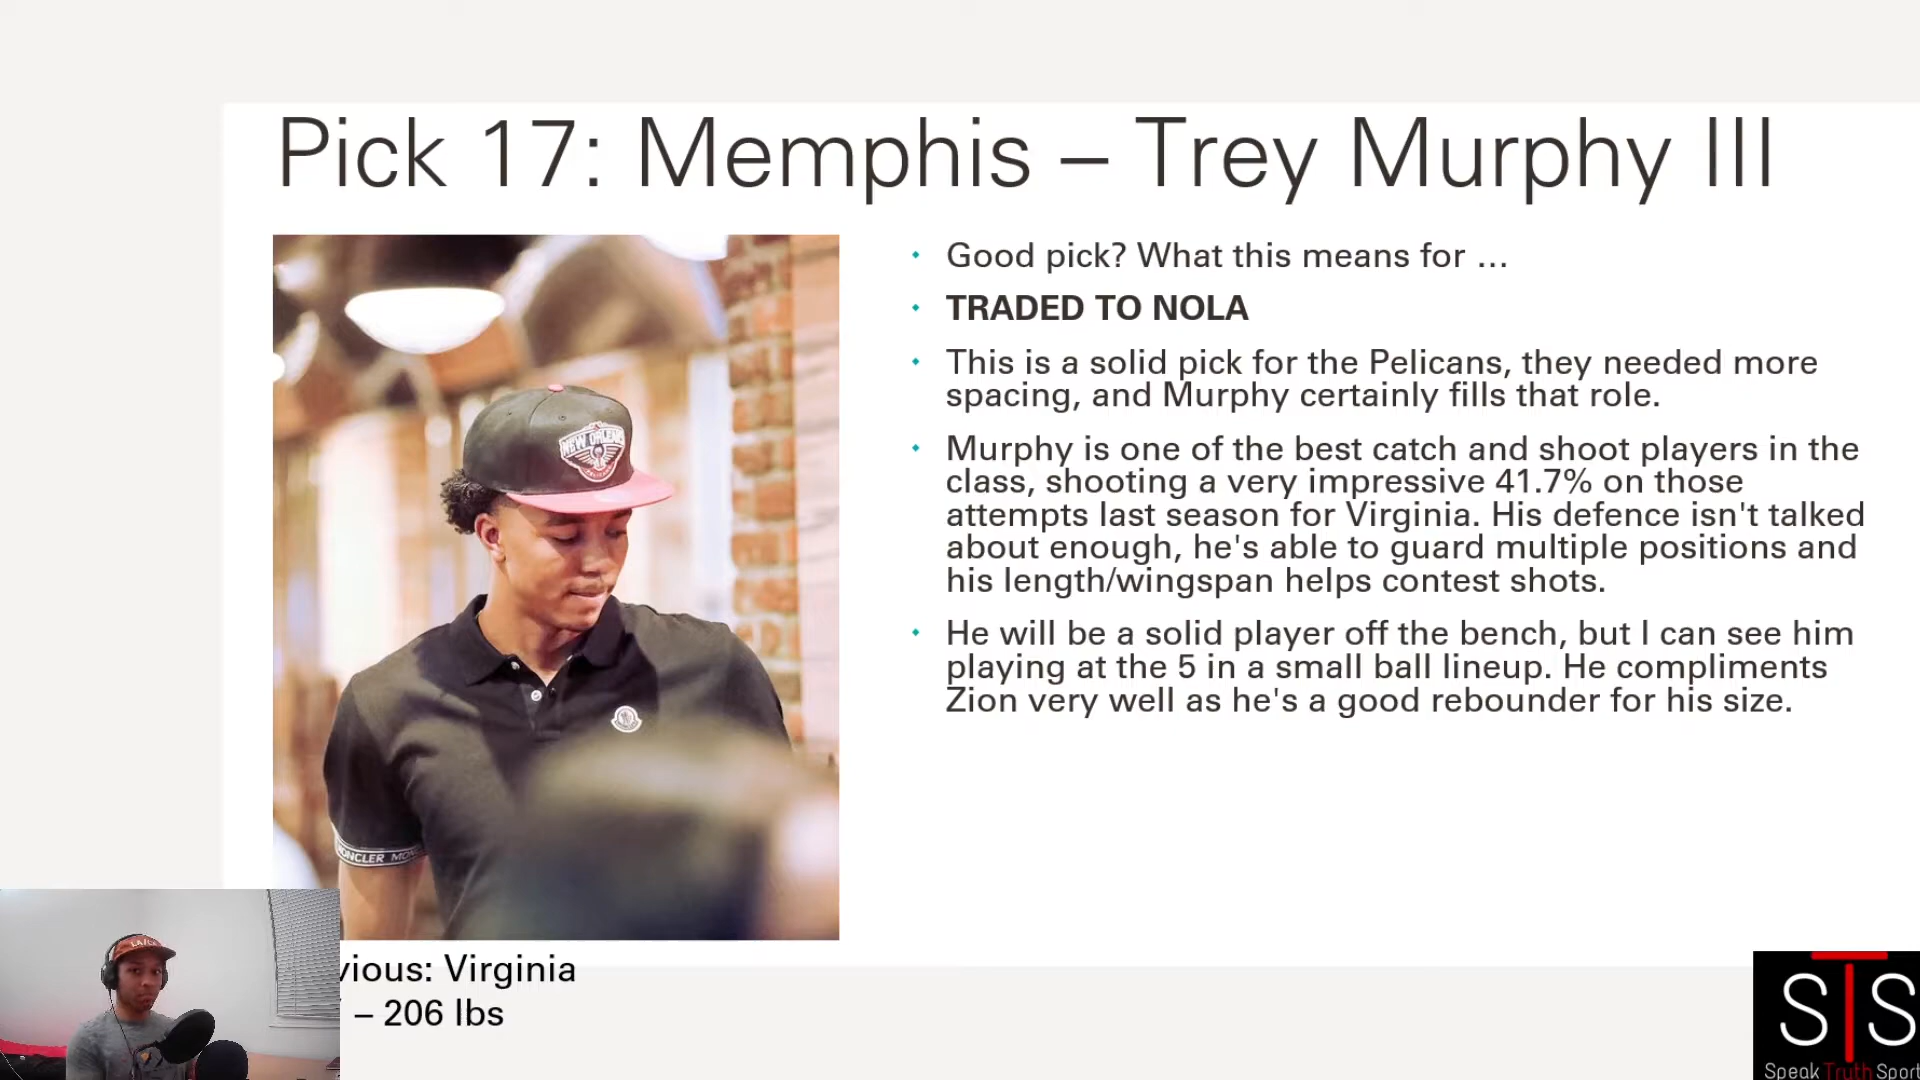 Pick 17: Memphis – Trey Murphy III
Good pick? What this means for ...
TRADED TO NOLA
This is a solid pick for the Pelicans, they needed more
spacing, and Murphy certainly fills that role.
Murphy is one of the best catch and shoot players in the
class, shooting a very impressive 41.7% on those
attempts last season for Virginia. His defence isn't talked
about enough, he's able to guard multiple positions and
his length/wingspan helps contest shots.
He will be a solid player off the bench, but I can see him
playing at the 5 in a small ball lineup. He compliments
Zion very well as he's a good rebounder for his size.
NEW ORLEANS
MONCLER MON
vious: Virginia
– 206 lbs
STS
Speak Truth Sport